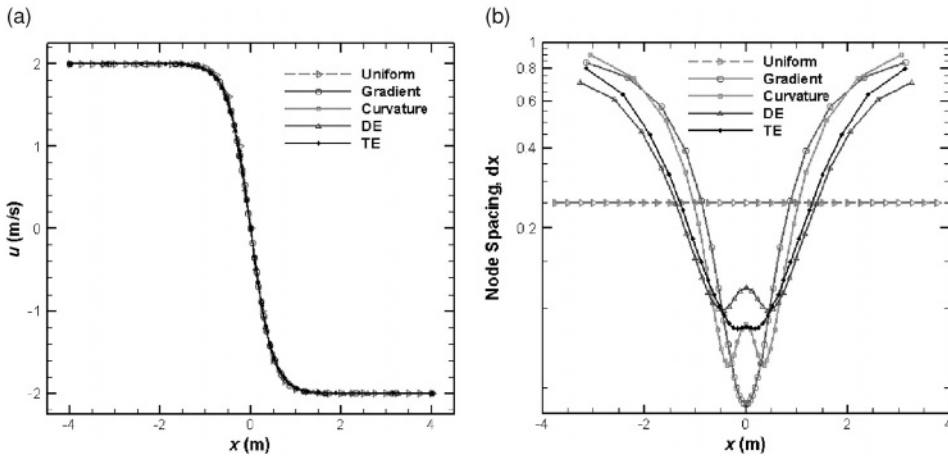 (a)
2
1
0
-1
-2
u (m/s)
-4
-2
0
2
4
x (m)
Uniform
Gradient
Curvature
DE
TE
(b)
1
0.8
0.6
0.4
0.2
Node Spacing, dx
-4
-2
0
2
4
x (m)
Uniform
Gradient
Curvature
DE
TE